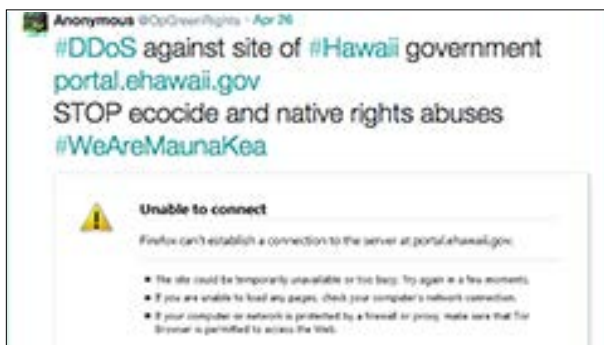 Anonymous @OpGreenRights · Apr 26
#DDoS against site of #Hawaii government
portal.ehawaii.gov
STOP ecocide and native rights abuses
#WeAreMaunaKea
Unable to connect
Firefox can't establish a connection to the server at portal.ehawaii.gov.
■ The site could be temporarily unavailable or too busy. Try again in a few moments.
■ If you are unable to load any pages, check your computer's network connection.
■ If your computer or network is protected by a firewall or proxy, make sure that Tor
Browser is permitted to access the Web.